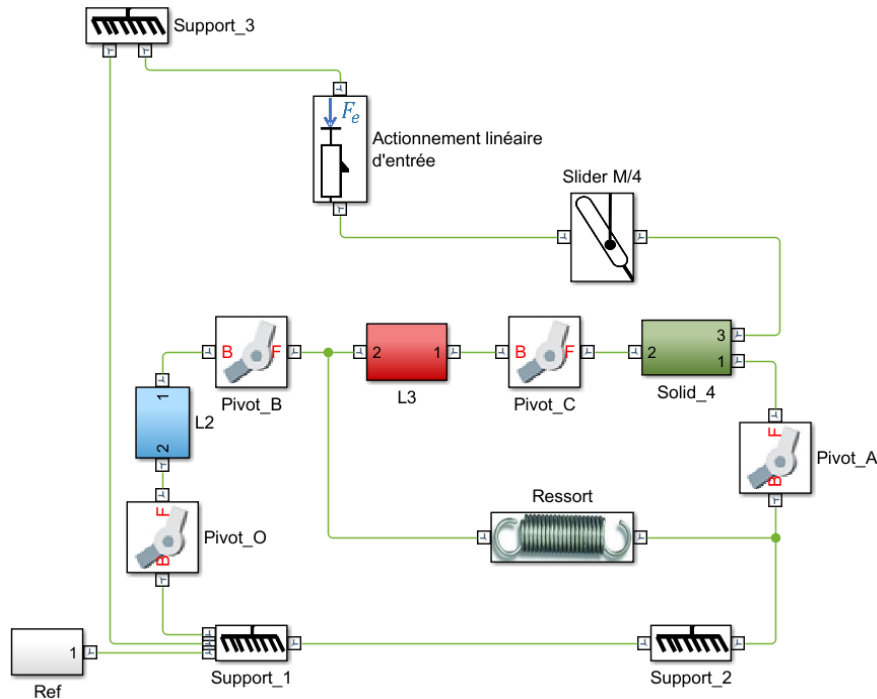 Support_3
F_e
Actionnement linéaire
d'entrée
Slider M/4
B F
Pivot_B
2 1
L3
B F
Pivot_C
2 3 1
Solid_4
1 2
L2
F B
Pivot_A
F B
Pivot_O
Ressort
1
Ref
Support_1
Support_2